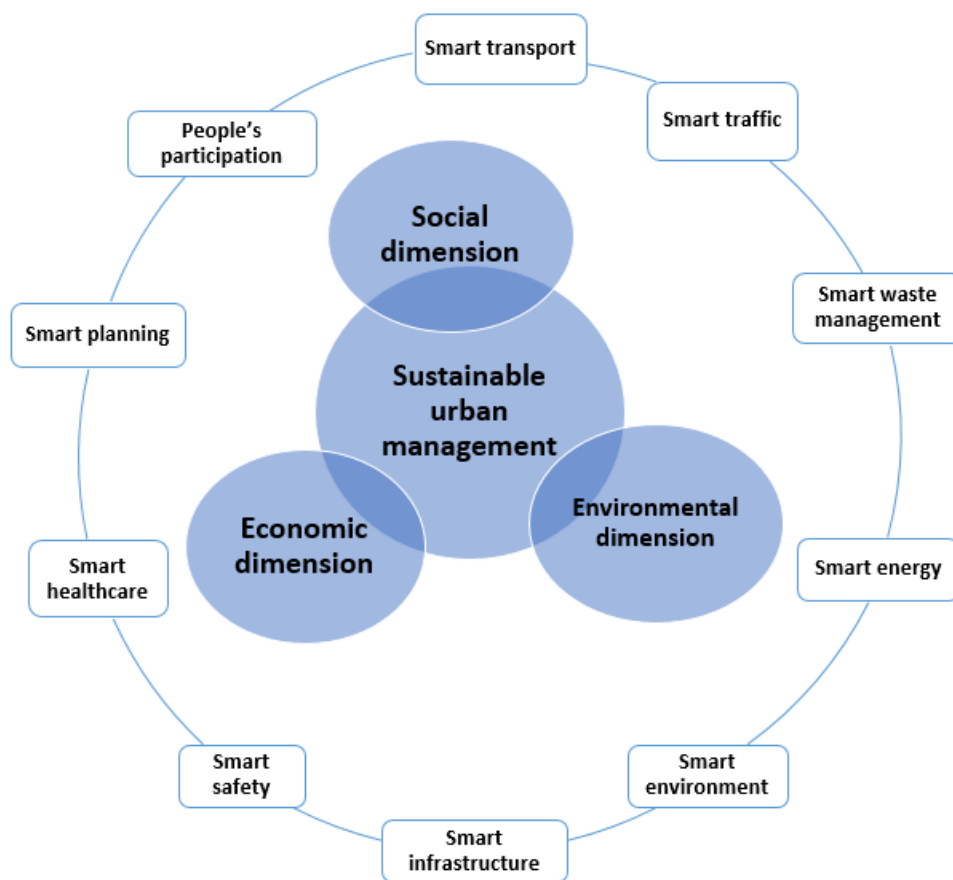 Smart transport
Smart traffic
People's
participation
Social
dimension
Smart waste
management
Smart planning
Sustainable
urban
management
Environmental
dimension
Economic
dimension
Smart energy
Smart
healthcare
Smart
safety
Smart
environment
Smart
infrastructure